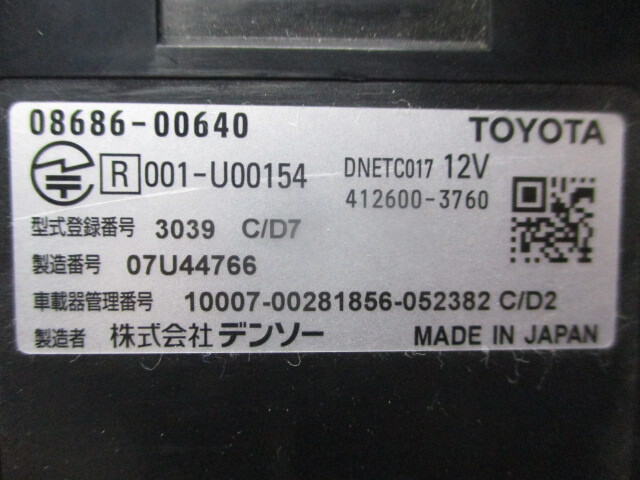 08686-00640 TOYOTA
R 001-U00154 DNETC017 12V
412600-3760
型式登録番号 3039 C/D7
製造番号 07U44766
車載器管理番号 10007-00281856-052382 C/D2
製造者 株式会社デンソー MADE IN JAPAN